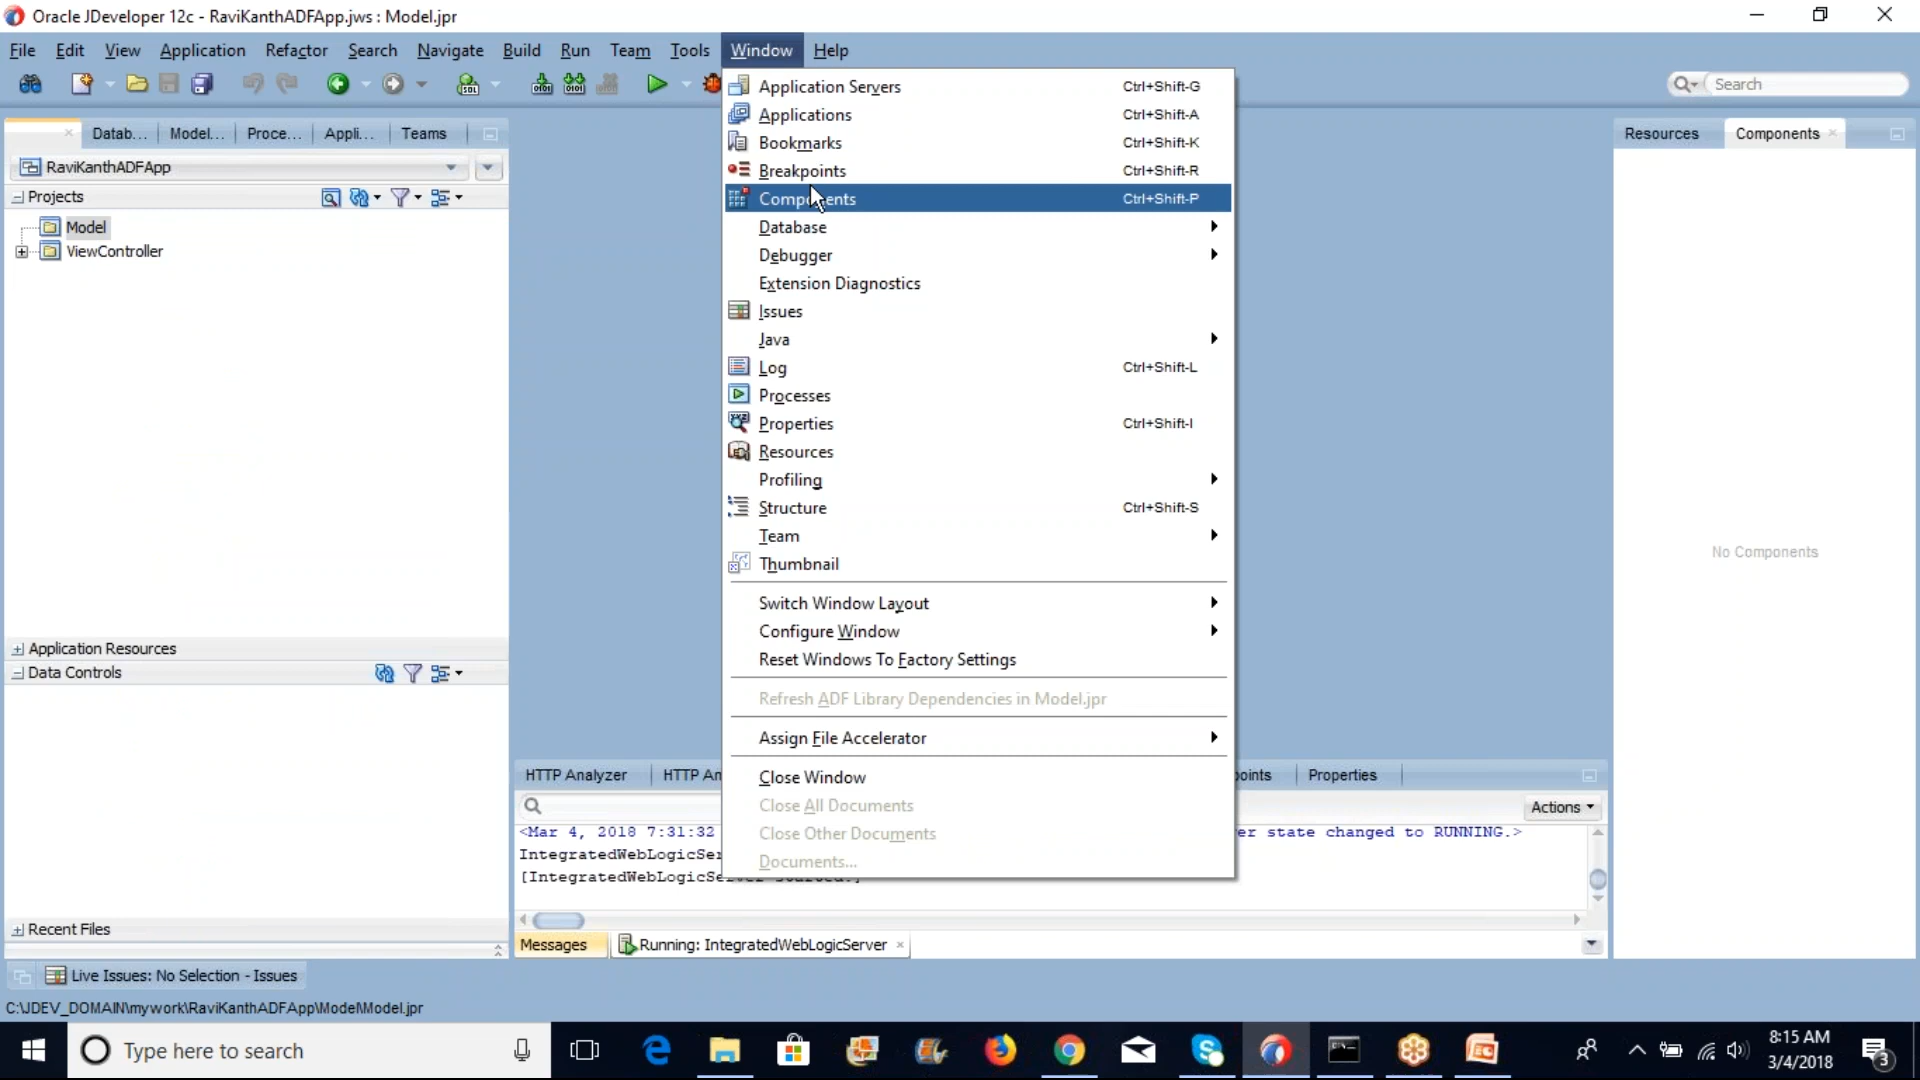 Oracle JDeveloper 12c - RaviKanthADFApp.jws : Model.jpr
File Edit View Application Refactor Search Navigate Build Run Team Tools Window Help
Search
Datab... Model... Proce... Appli... Teams
RaviKanthADFApp
Projects
Model
ViewController
Application Resources
Data Controls
Recent Files
Application Servers Ctrl+Shift-G
Applications Ctrl+Shift-A
Bookmarks Ctrl+Shift-K
Breakpoints Ctrl+Shift-R
Components Ctrl+Shift-P
Database
Debugger
Extension Diagnostics
Issues
Java
Log Ctrl+Shift-L
Processes
Properties Ctrl+Shift-I
Resources
Profiling
Structure Ctrl+Shift-S
Team
Thumbnail
Switch Window Layout
Configure Window
Reset Windows To Factory Settings
Refresh ADF Library Dependencies in Model.jpr
Assign File Accelerator
Close Window
Close All Documents
Close Other Documents
Documents...
Resources Components
No Components
HTTP Analyzer HTTP An oints Properties
Actions
<Mar 4, 2018 7:31:32 er state changed to RUNNING.>
IntegratedWebLogicSer
[IntegratedWebLogicServer started.]
Messages Running: IntegratedWebLogicServer
Live Issues: No Selection - Issues
C:\JDEV_DOMAIN\mywork\RaviKanthADFApp\Model\Model.jpr
Type here to search
8:15 AM
3/4/2018
3